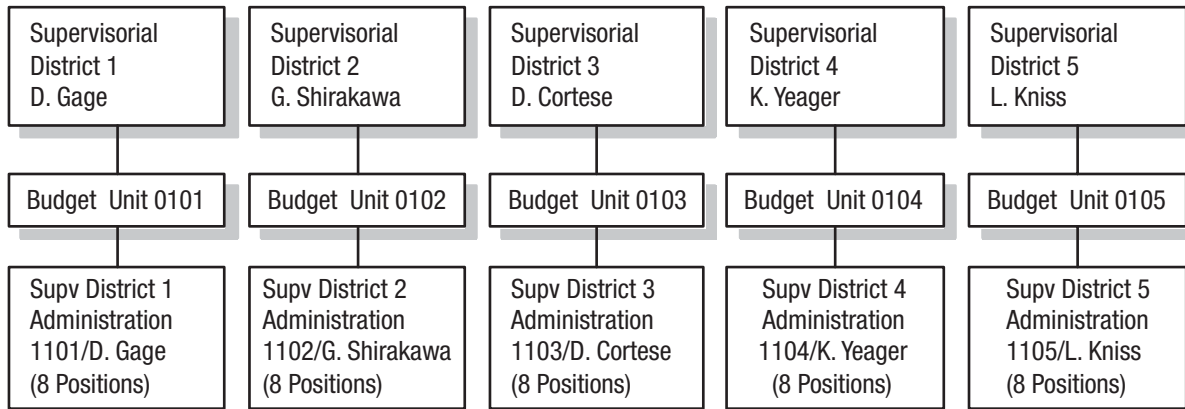 Supervisorial
District 1
D. Gage
Supervisorial
District 2
G. Shirakawa
Supervisorial
District 3
D. Cortese
Supervisorial
District 4
K. Yeager
Supervisorial
District 5
L. Kniss
Budget Unit 0101
Budget Unit 0102
Budget Unit 0103
Budget Unit 0104
Budget Unit 0105
Supv District 1
Administration
1101/D. Gage
(8 Positions)
Supv District 2
Administration
1102/G. Shirakawa
(8 Positions)
Supv District 3
Administration
1103/D. Cortese
(8 Positions)
Supv District 4
Administration
1104/K. Yeager
(8 Positions)
Supv District 5
Administration
1105/L. Kniss
(8 Positions)